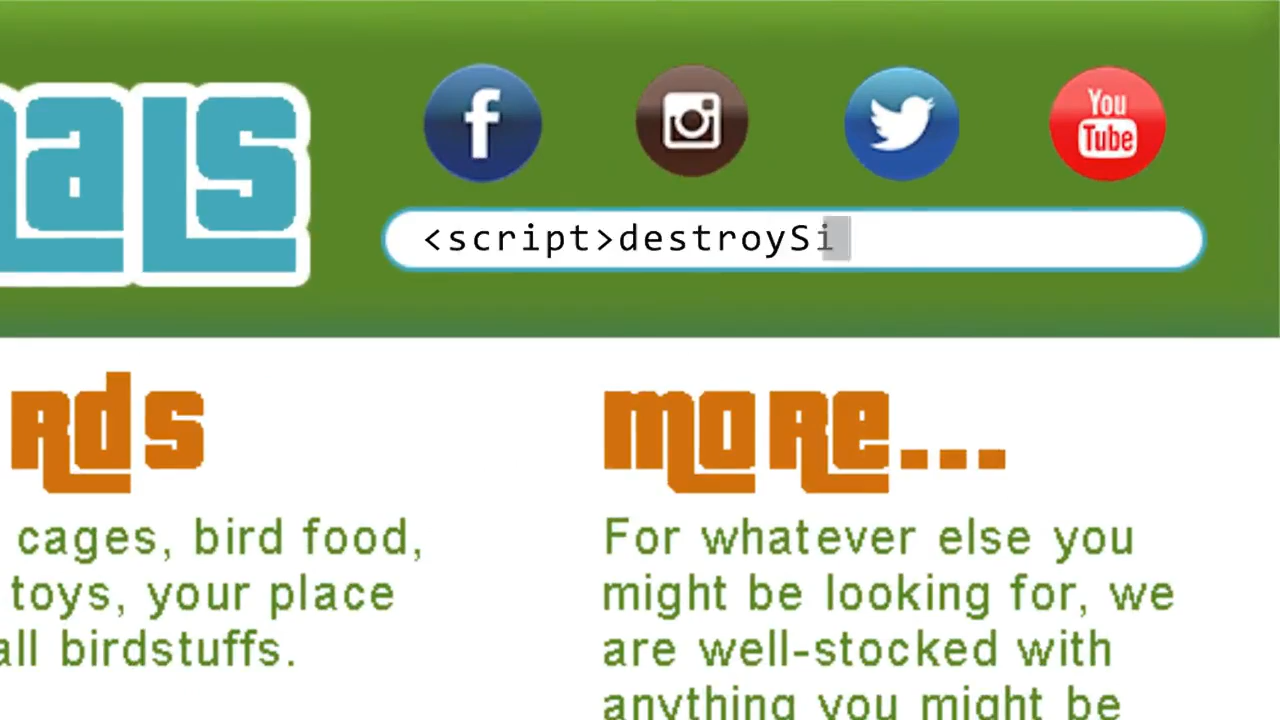 aLs
f
You
Tube
<script>destroySi
Rds
moRe...
cages, bird food,
toys, your place
all birdstuffs.
For whatever else you
might be looking for, we
are well-stocked with
anything you might be